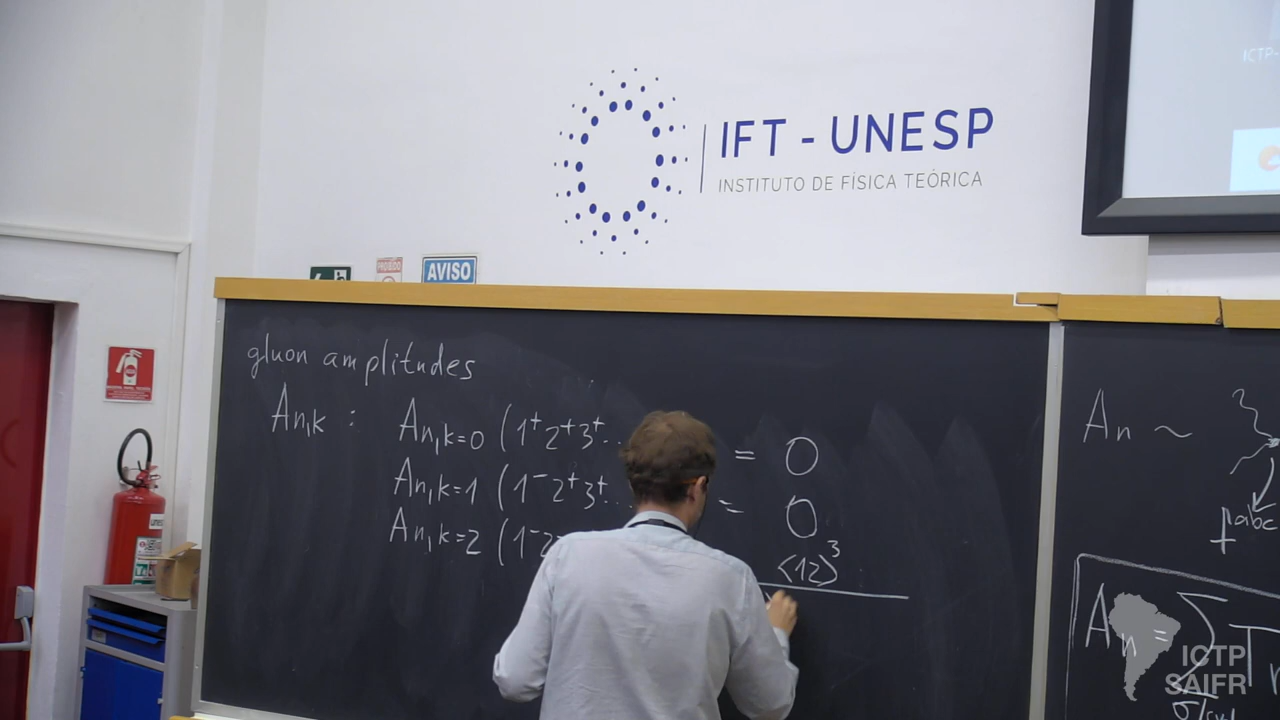 IFT - UNESP
INSTITUTO DE FÍSICA TEÓRICA
ICTP-
AVISO
gluon amplitudes
An,k :
An,k=0 (1⁺2⁺3⁺.. = 0
An,k=1 (1⁻2⁺3⁺.. = 0
An,k=2 (1⁻2 ⟨12⟩³
An ~
fabc
An = Σ T
ICTP
SAIFR